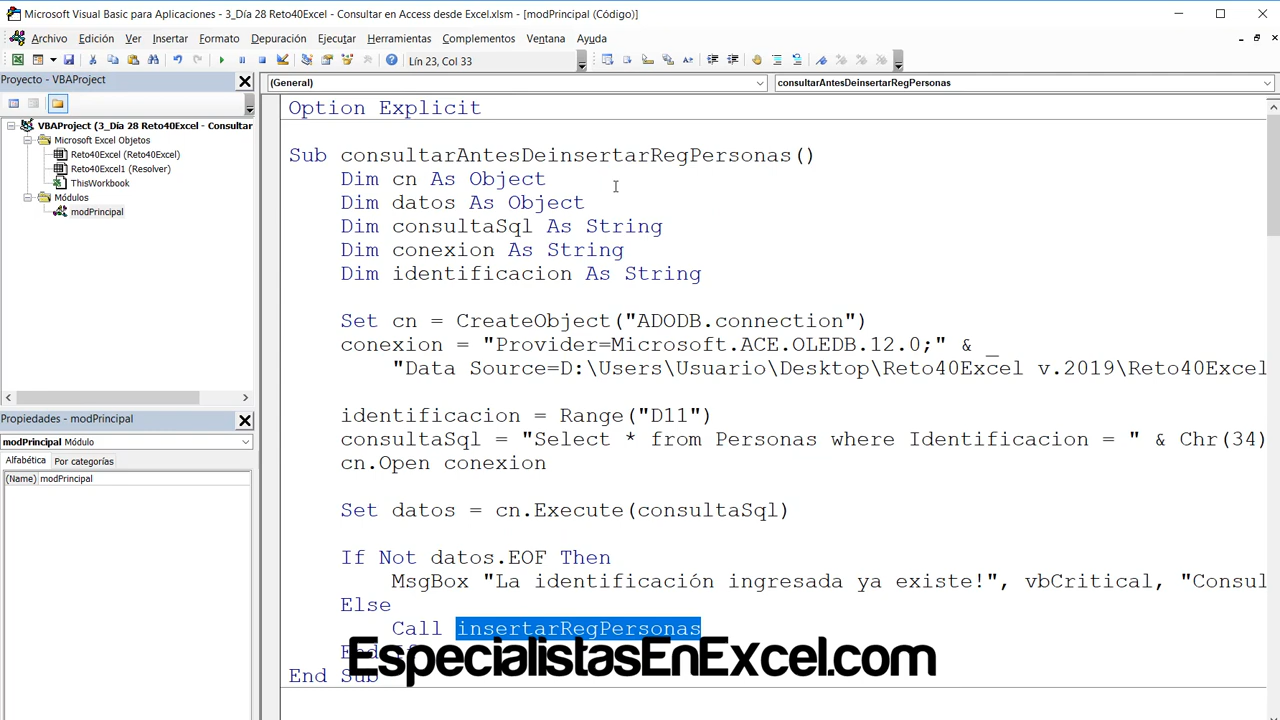 Microsoft Visual Basic para Aplicaciones - 3_Día 28 Reto40Excel - Consultar en Access desde Excel.xlsm - [modPrincipal (Código)]
Archivo Edición Ver Insertar Formato Depuración Ejecutar Herramientas Complementos Ventana Ayuda
Lín 23, Col 33
Proyecto - VBAProject
(General)
consultarAntesDeinsertarRegPersonas
VBAProject (3_Día 28 Reto40Excel - Consultar
Microsoft Excel Objetos
Reto40Excel (Reto40Excel)
Reto40Excel1 (Resolver)
ThisWorkbook
Módulos
modPrincipal
Propiedades - modPrincipal
modPrincipal Módulo
Alfabética Por categorías
(Name) modPrincipal
Option Explicit
Sub consultarAntesDeinsertarRegPersonas()
Dim cn As Object
Dim datos As Object
Dim consultaSql As String
Dim conexion As String
Dim identificacion As String
Set cn = CreateObject("ADODB.connection")
conexion = "Provider=Microsoft.ACE.OLEDB.12.0;" & _
"Data Source=D:\Users\Usuario\Desktop\Reto40Excel v.2019\Reto40Excel
identificacion = Range("D11")
consultaSql = "Select * from Personas where Identificacion = " & Chr(34)
cn.Open conexion
Set datos = cn.Execute(consultaSql)
If Not datos.EOF Then
MsgBox "La identificación ingresada ya existe!", vbCritical, "Consul
Else
Call insertarRegPersonas
End If
EspecialistasEnExcel.com
End Sub